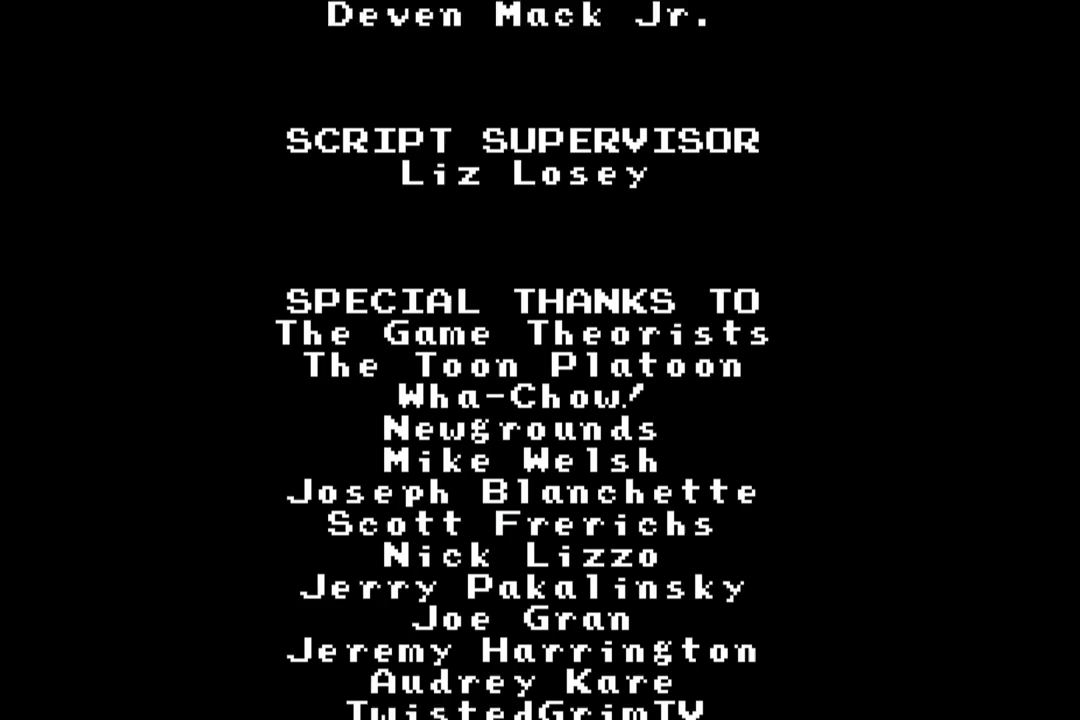 Deven Mack Jr.
SCRIPT SUPERVISOR
Liz Losey
SPECIAL THANKS TO
The Game Theorists
The Toon Platoon
Wha-Chow!
Newgrounds
Mike Welsh
Joseph Blanchette
Scott Frerichs
Nick Lizzo
Jerry Pakalinsky
Joe Gran
Jeremy Harrington
Audrey Kare
TwistedGrimTV